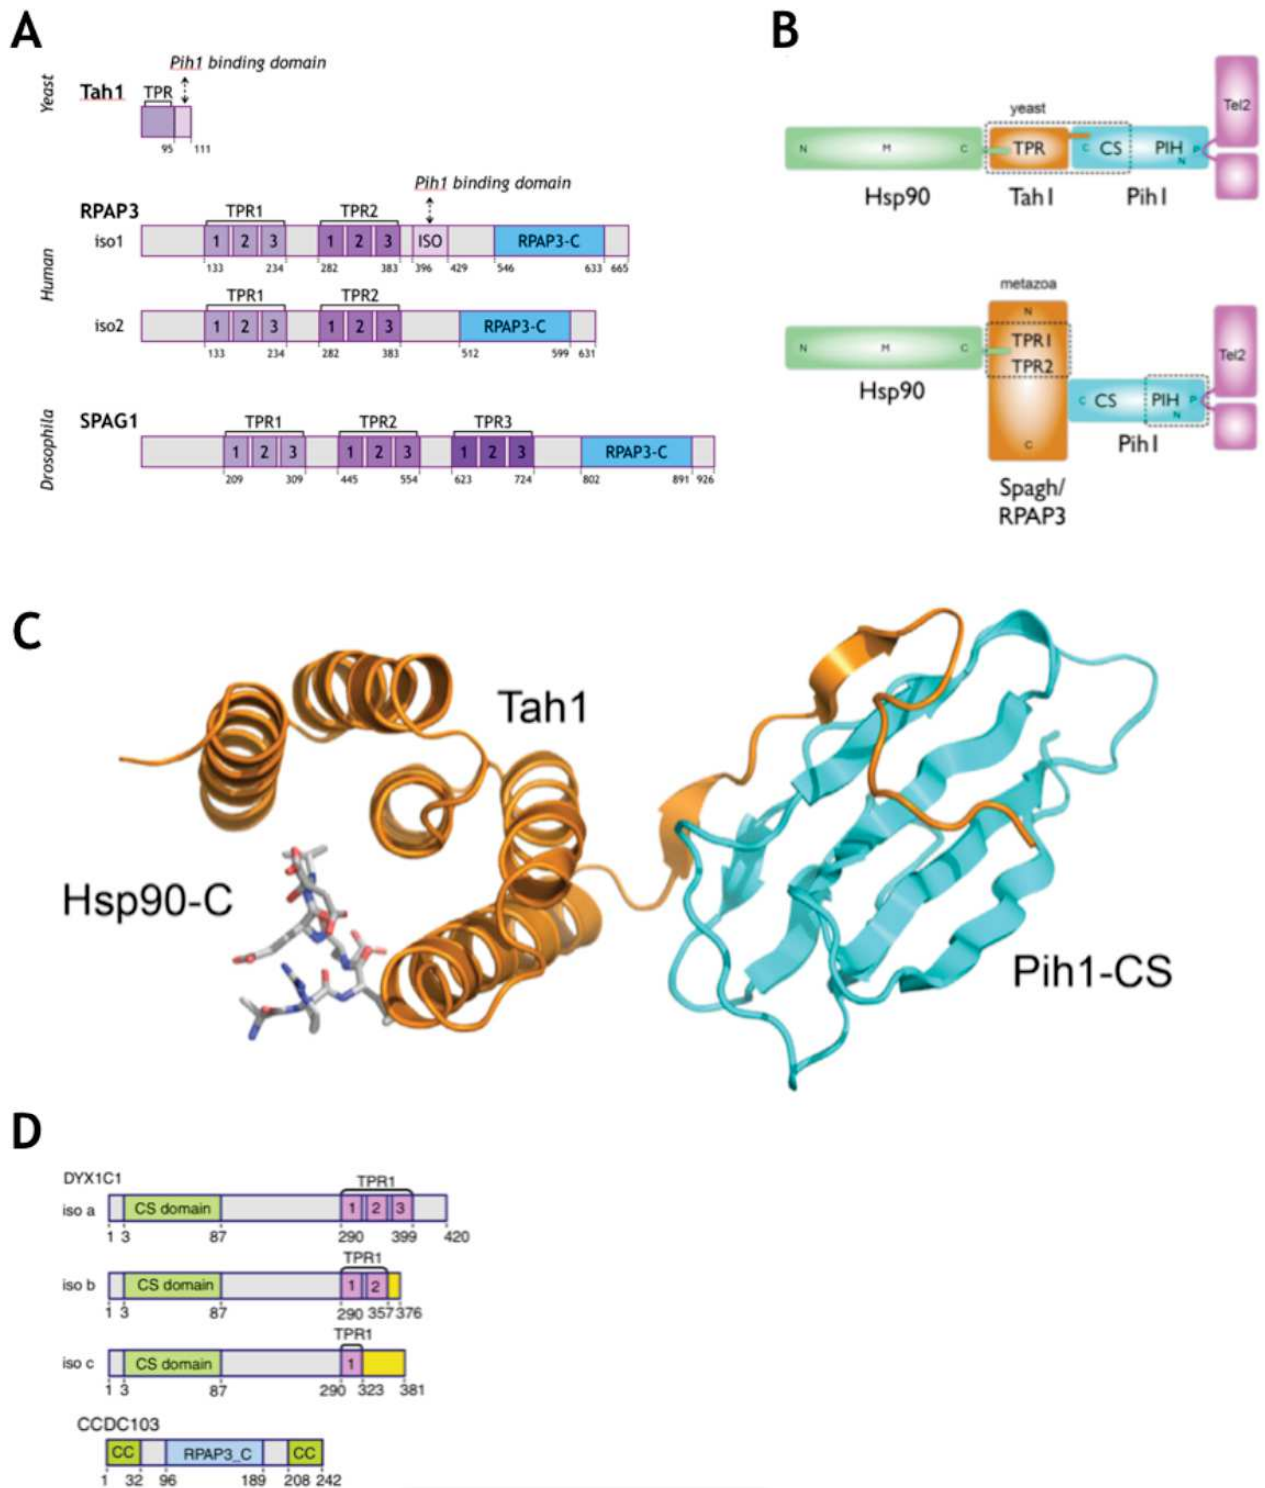 A
Yeast
Pih1 binding domain
Tah1 TPR
95 111
Human
Pih1 binding domain
RPAP3 TPR1 TPR2
iso1 1 2 3 1 2 3 ISO RPAP3-C
133 234 282 383 396 429 546 633 665
TPR1 TPR2
iso2 1 2 3 1 2 3 RPAP3-C
133 234 282 383 512 599 631
Drosophila
SPAG1 TPR1 TPR2 TPR3
1 2 3 1 2 3 1 2 3 RPAP3-C
209 309 445 554 623 724 802 891 926
B
yeast
Tel2
N M C TPR C CS PIH N P
Hsp90 Tah1 Pih1
metazoa
N
TPR1
N M C TPR2
Tel2
Hsp90
C CS PIH N P
Pih1
C
Spagh/
RPAP3
C
Tah1
Hsp90-C
Pih1-CS
D
DYX1C1
TPR1
iso a CS domain 1 2 3
1 3 87 290 399 420
TPR1
iso b CS domain 1 2
1 3 87 290 357 376
TPR1
iso c CS domain 1
1 3 87 290 323 381
CCDC103
CC RPAP3_C CC
1 32 96 189 208 242